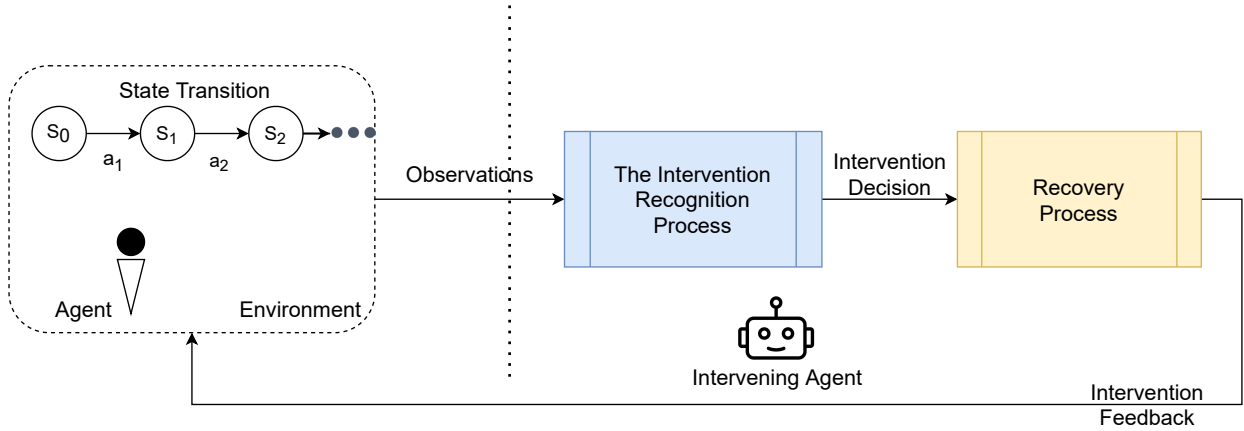 State Transition
S0
S1
S2
a1
a2
Agent
Environment
Observations
The Intervention
Recognition
Process
Intervention
Decision
Recovery
Process
Intervening Agent
Intervention
Feedback